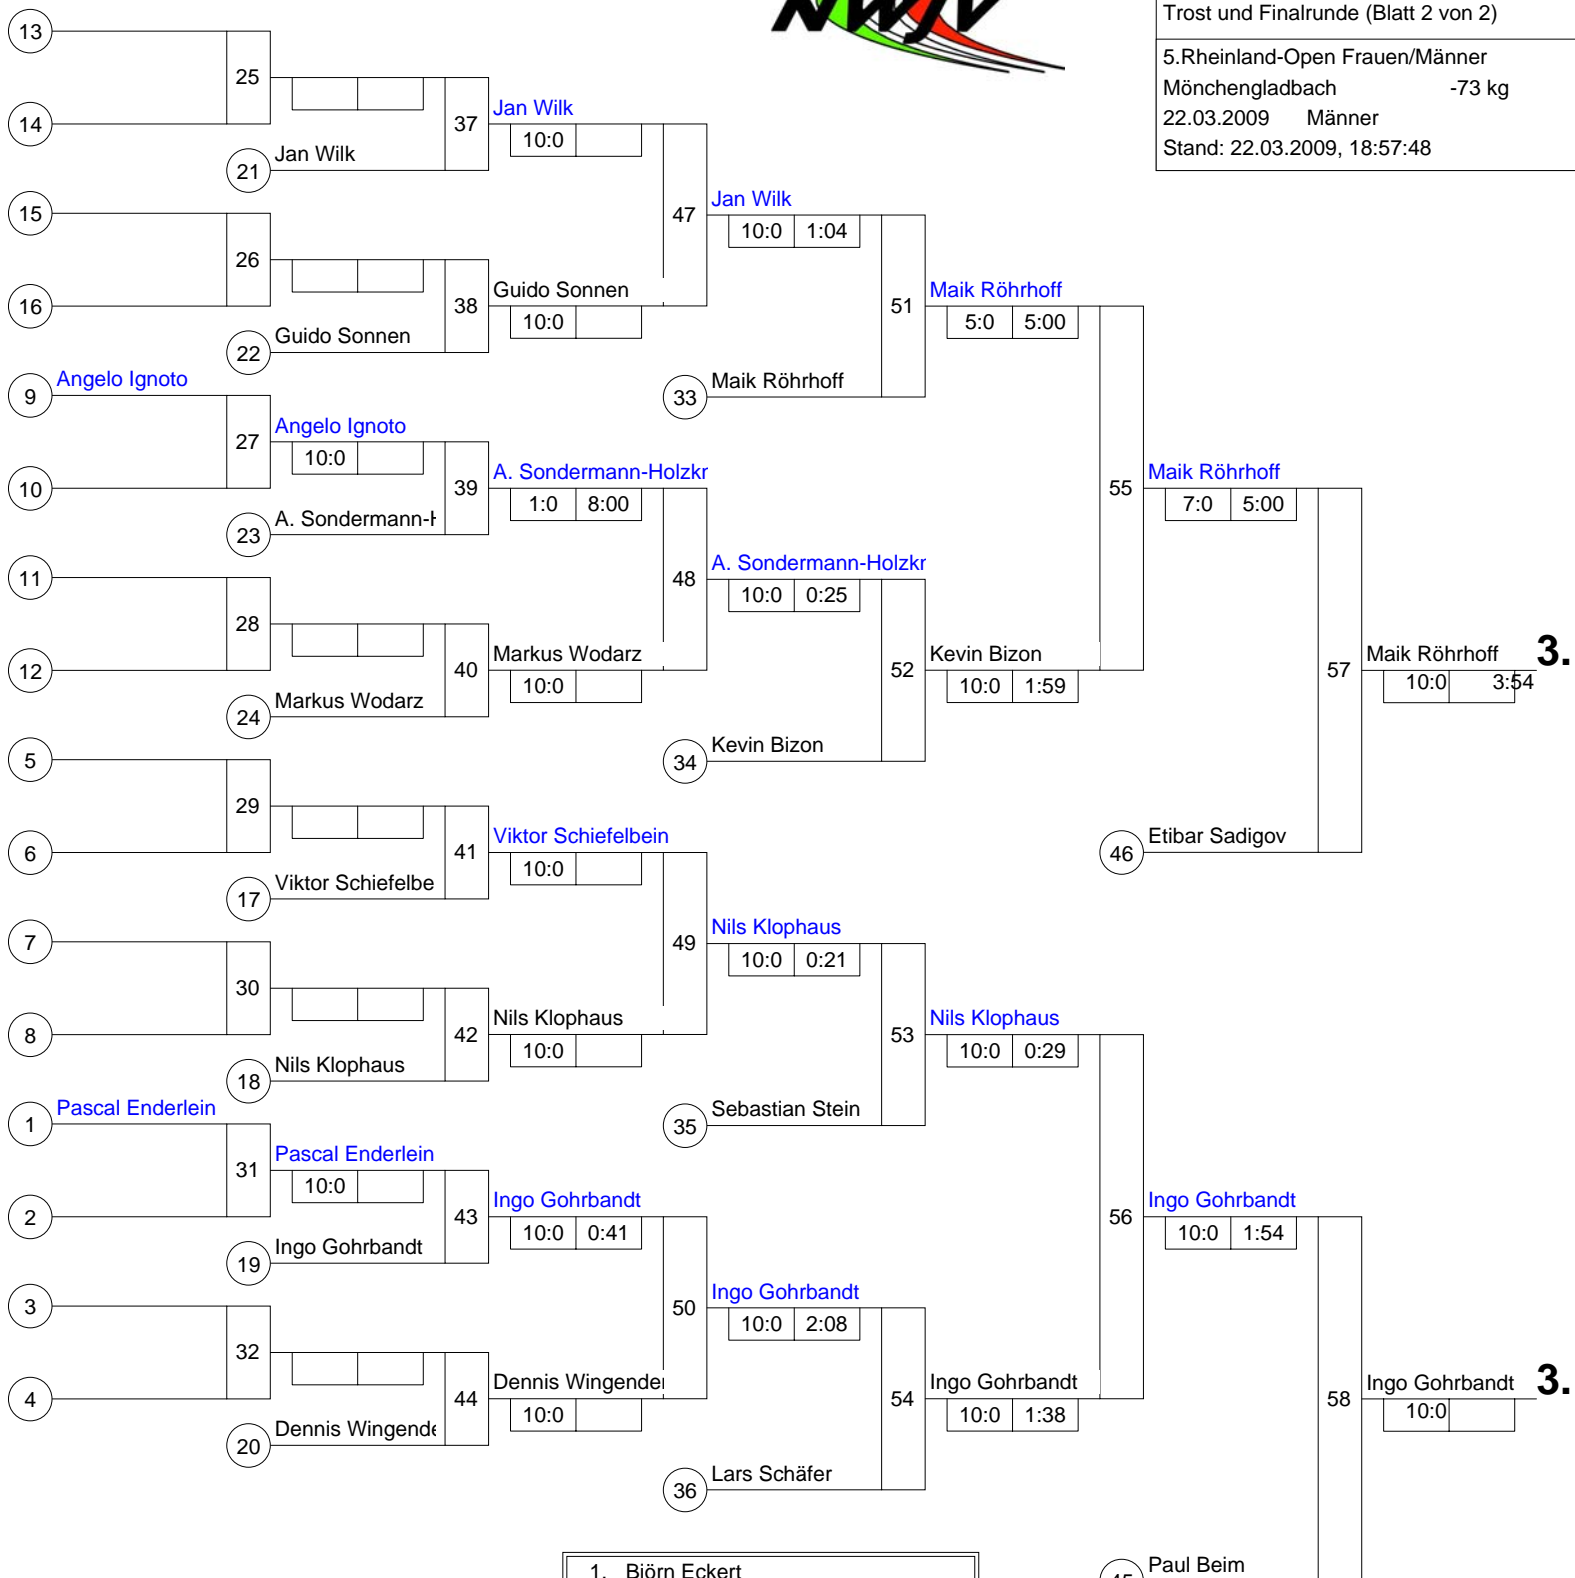 NWJV
Trost und Finalrunde (Blatt 2 von 2)
5.Rheinland-Open Frauen/Männer
Mönchengladbach -73 kg
22.03.2009 Männer
Stand: 22.03.2009, 18:57:48
13
25
14
37
Jan Wilk
10:0
21
Jan Wilk
15
47
Jan Wilk
10:0 1:04
26
16
38
Guido Sonnen
10:0
22
Guido Sonnen
51
Maik Röhrhoff
5:0 5:00
33
Maik Röhrhoff
9
Angelo Ignoto
27
Angelo Ignoto
10:0
10
39
A. Sondermann-Holzkr
1:0 8:00
23
A. Sondermann-H
55
Maik Röhrhoff
7:0 5:00
11
48
A. Sondermann-Holzkr
10:0 0:25
28
12
40
Markus Wodarz
10:0
24
Markus Wodarz
52
Kevin Bizon
10:0 1:59
34
Kevin Bizon
57
Maik Röhrhoff
3.
10:0 3:54
5
29
6
41
Viktor Schiefelbein
10:0
17
Viktor Schiefelbe
46
Etibar Sadigov
7
49
Nils Klophaus
10:0 0:21
30
8
42
Nils Klophaus
10:0
18
Nils Klophaus
53
Nils Klophaus
10:0 0:29
35
Sebastian Stein
1
Pascal Enderlein
31
Pascal Enderlein
10:0
2
43
Ingo Gohrbandt
10:0 0:41
19
Ingo Gohrbandt
56
Ingo Gohrbandt
10:0 1:54
3
50
Ingo Gohrbandt
10:0 2:08
32
4
44
Dennis Wingender
10:0
20
Dennis Wingende
54
Ingo Gohrbandt
10:0 1:38
36
Lars Schäfer
58
Ingo Gohrbandt
3.
10:0
1. Björn Eckert
45
Paul Beim